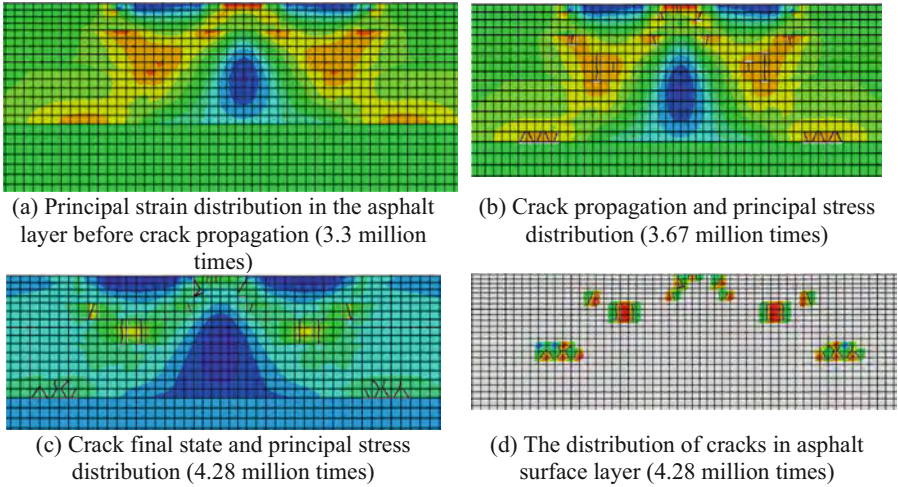 (a) Principal strain distribution in the asphalt
layer before crack propagation (3.3 million
times)
(b) Crack propagation and principal stress
distribution (3.67 million times)
(c) Crack final state and principal stress
distribution (4.28 million times)
(d) The distribution of cracks in asphalt
surface layer (4.28 million times)